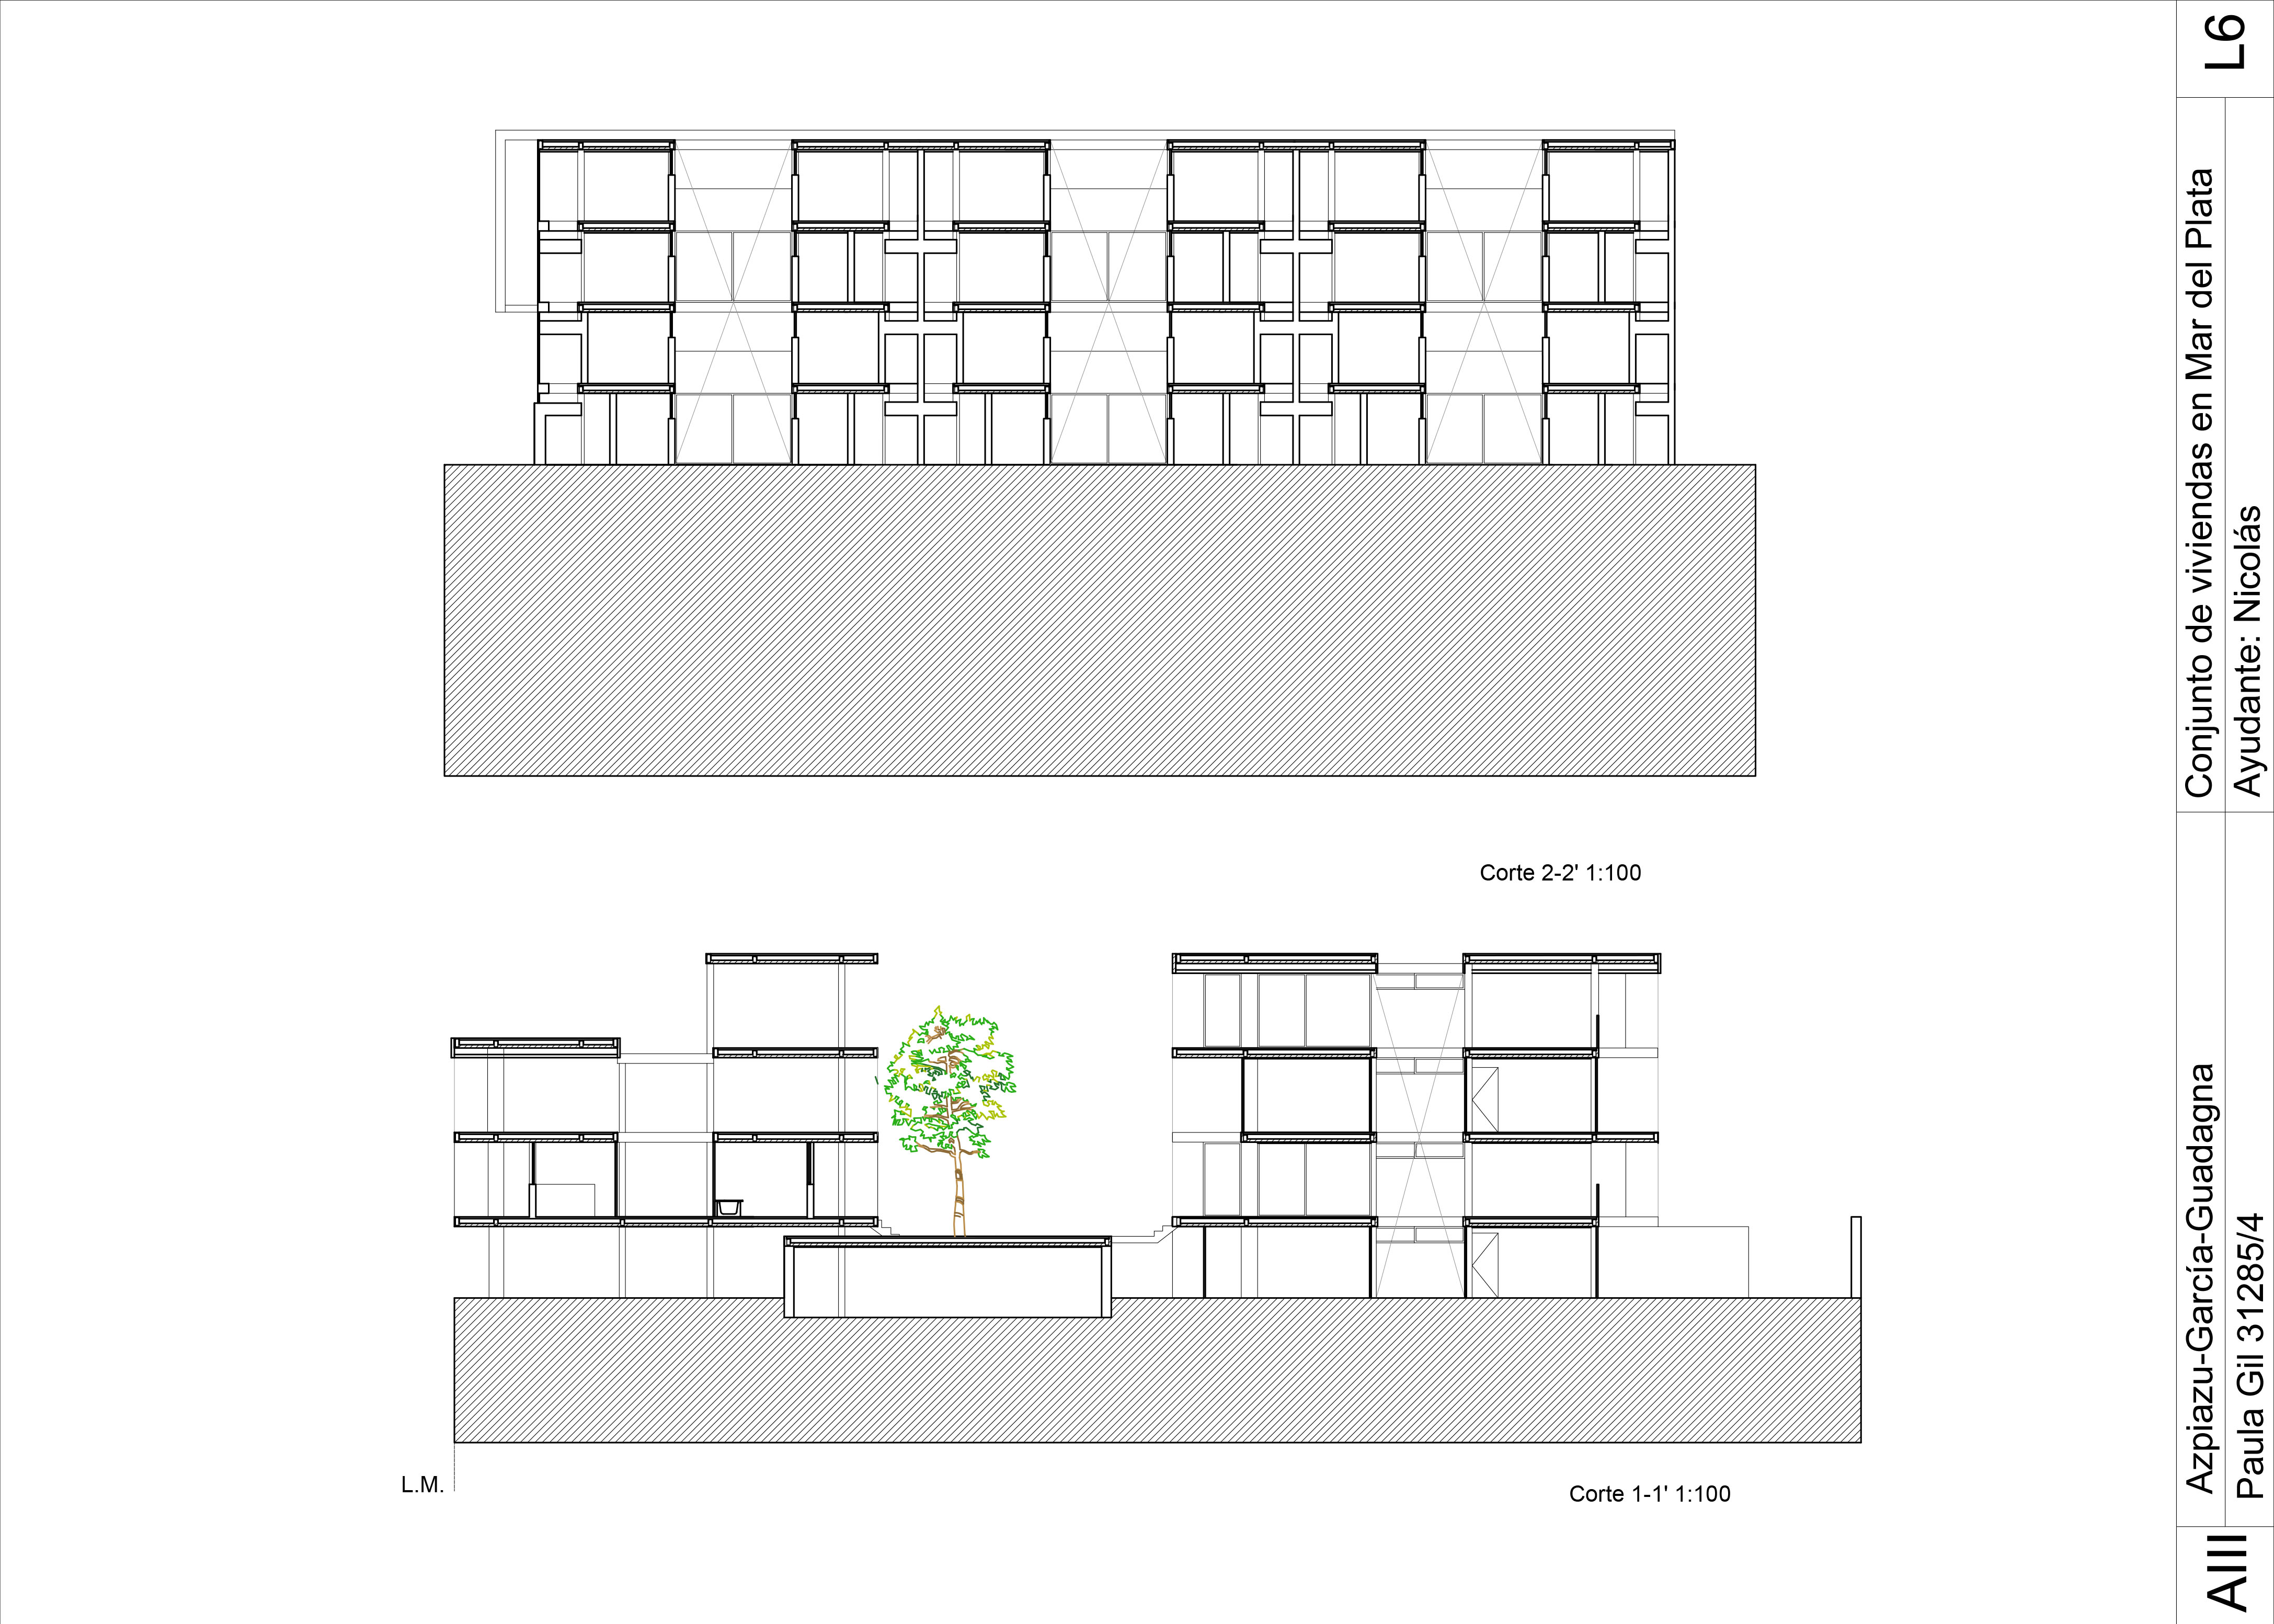 L6
Conjunto de viviendas en Mar del Plata
Ayudante: Nicolás
Corte 2-2' 1:100
L.M.
Corte 1-1' 1:100
Azpiazu-García-Guadagna
Paula Gil 31285/4
AIII